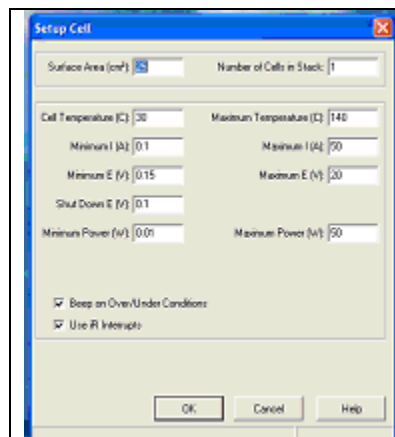 Setup Cell
Surface Area (cm²): 25 Number of Cells in Stack: 1
Cell Temperature (C): 30 Maximum Temperature (C): 140
Minimum I (A): 0.1 Maximum I (A): 50
Minimum E (V): 0.15 Maximum E (V): 20
Shut Down E (V): 0.1
Minimum Power (W): 0.01 Maximum Power (W): 50
Beep on Over/Under Conditions
Use iR Interrupts
OK Cancel Help